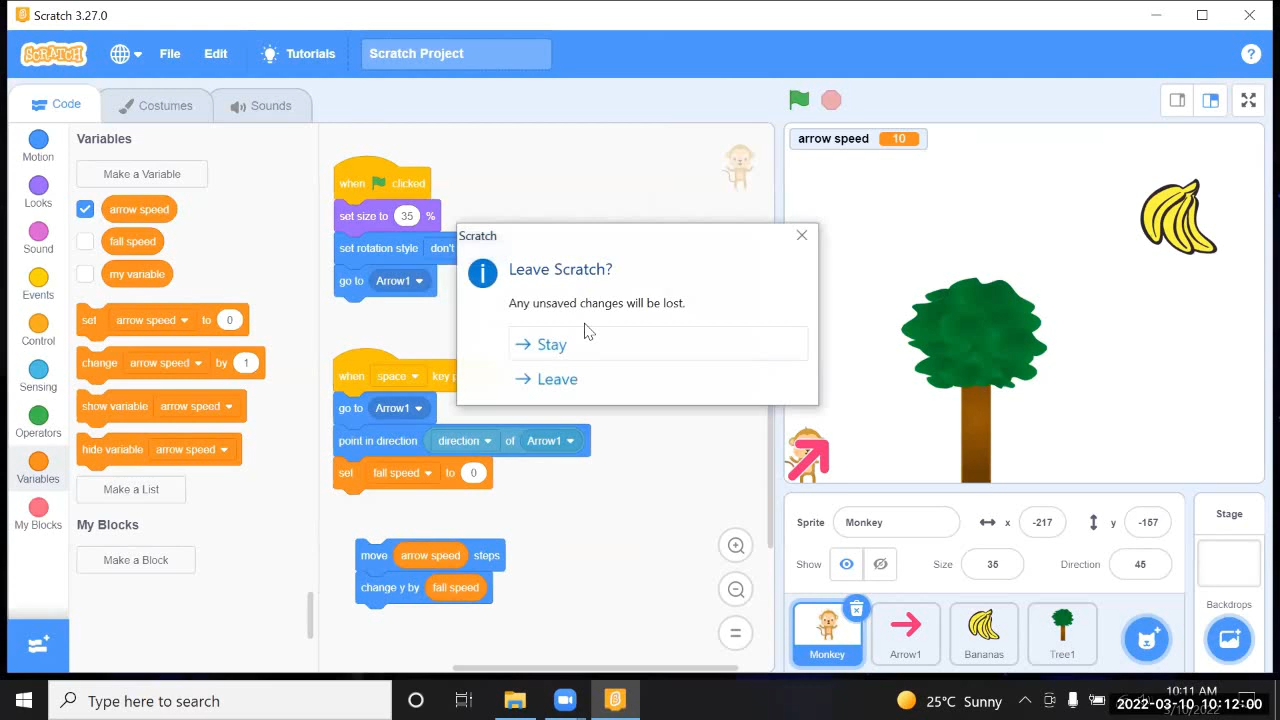 Scratch 3.27.0
SCRATCH File Edit Tutorials Scratch Project ?
Code Costumes Sounds
Motion
Looks
Sound
Events
Control
Sensing
Operators
Variables
My Blocks
Variables
Make a Variable
arrow speed
fall speed
my variable
set arrow speed to 0
change arrow speed by 1
show variable arrow speed
hide variable arrow speed
Make a List
My Blocks
Make a Block
when clicked
set size to 35 %
set rotation style don't
go to Arrow1
when space key p
go to Arrow1
point in direction direction of Arrow1
set fall speed to 0
move arrow speed steps
change y by fall speed
Scratch
Leave Scratch?
Any unsaved changes will be lost.
Stay
Leave
arrow speed 10
Sprite Monkey x -217 y -157
Show Size 35 Direction 45
Monkey
Arrow1
Bananas
Tree1
Stage
Backdrops
Type here to search
25°C Sunny
10:11 AM
2022-03-10 10:12:00